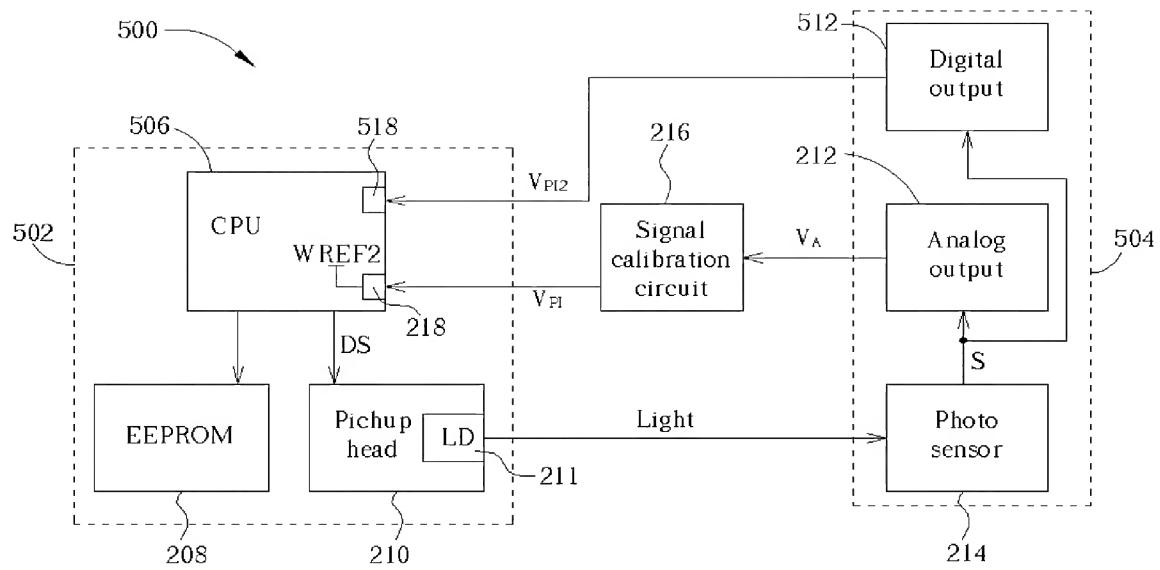 500
512
Digital
output
506
518
216
212
V_PI2
502
CPU
Signal
calibration
circuit
V_A
Analog
output
504
WREF2
218
V_PI
DS
S
EEPROM
Pichup
head
LD
211
Light
Photo
sensor
208
210
214